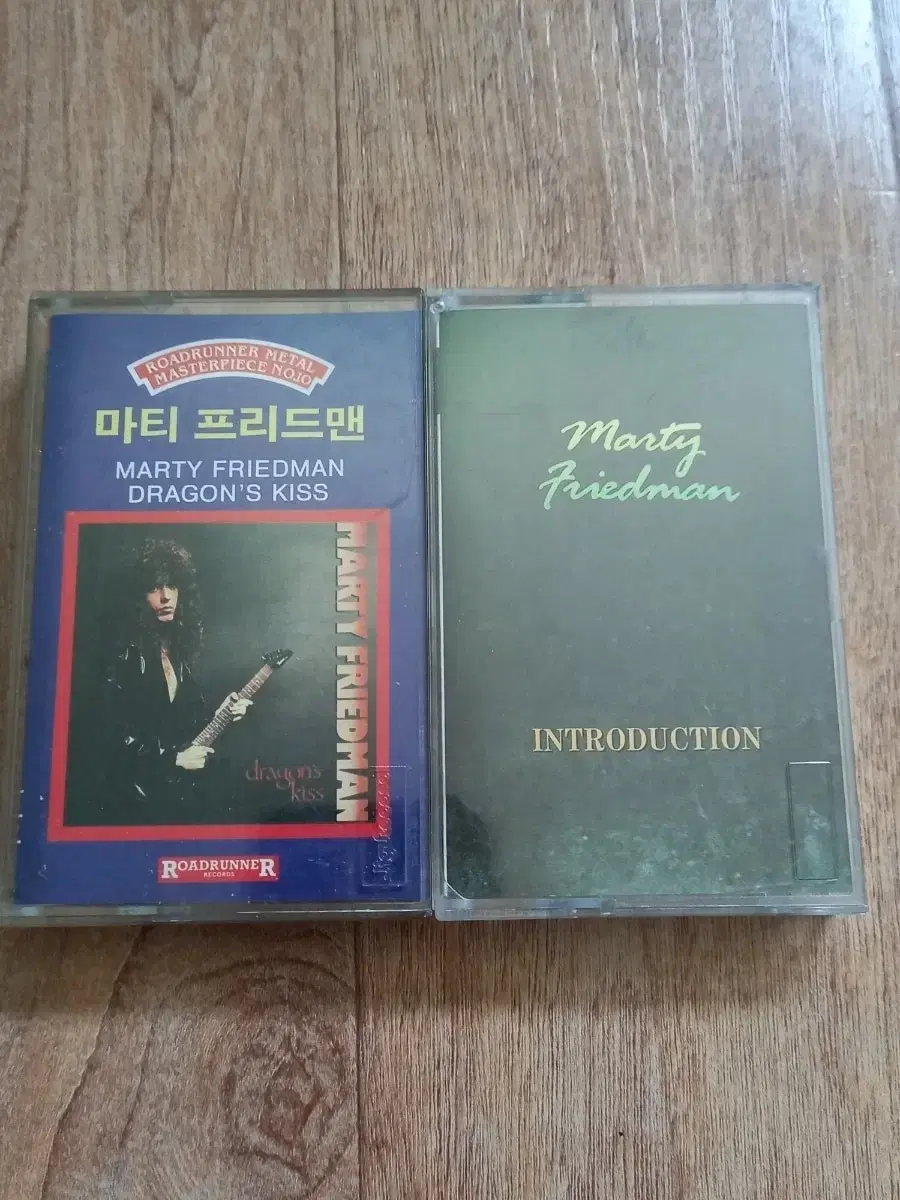 ROADRUNNER METAL
MASTERPIECE NO.10
마티 프리드맨
MARTY FRIEDMAN
DRAGON'S KISS
MARTY FRIEDMAN
dragon's
kiss
ROADRUNNER
RECORDS
Marty
Friedman
INTRODUCTION